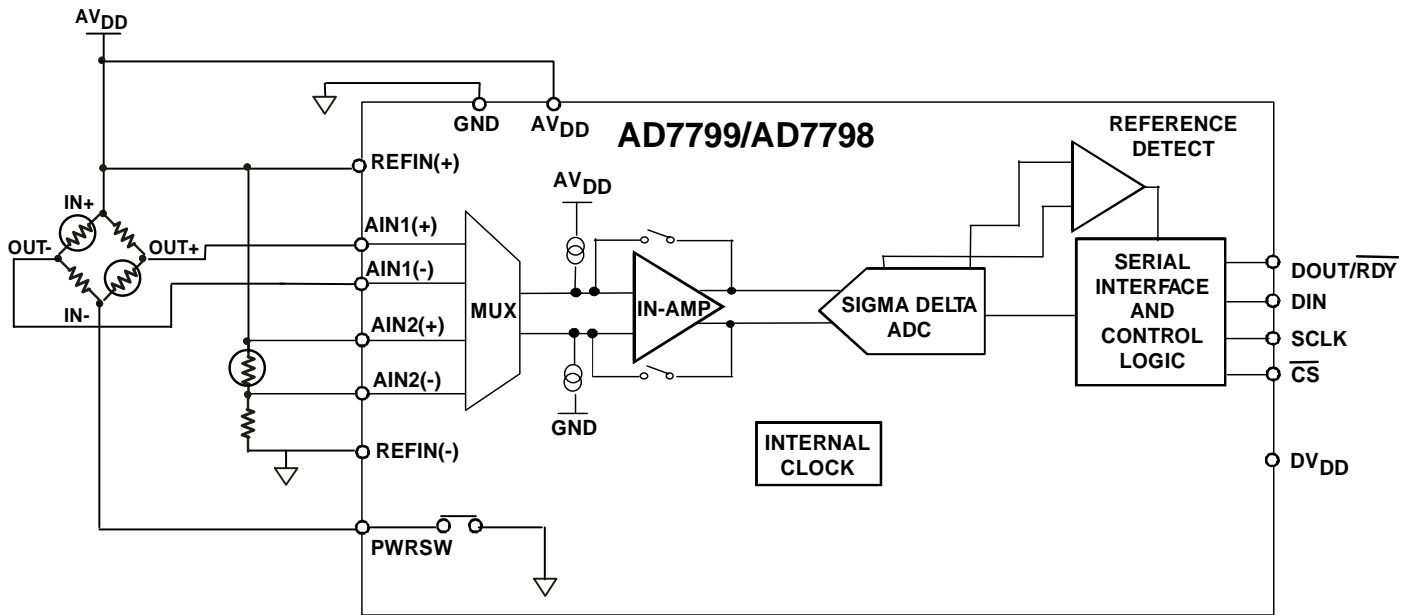 AVDD
GND
AVDD
AD7799/AD7798
REFERENCE
DETECT
REFIN(+)
IN+
OUT-
OUT+
IN-
AIN1(+)
AIN1(-)
AIN2(+)
AIN2(-)
REFIN(-)
PWRSW
MUX
AVDD
GND
IN-AMP
SIGMA DELTA
ADC
INTERNAL
CLOCK
SERIAL
INTERFACE
AND
CONTROL
LOGIC
DOUT/RDY
DIN
SCLK
CS
DVDD